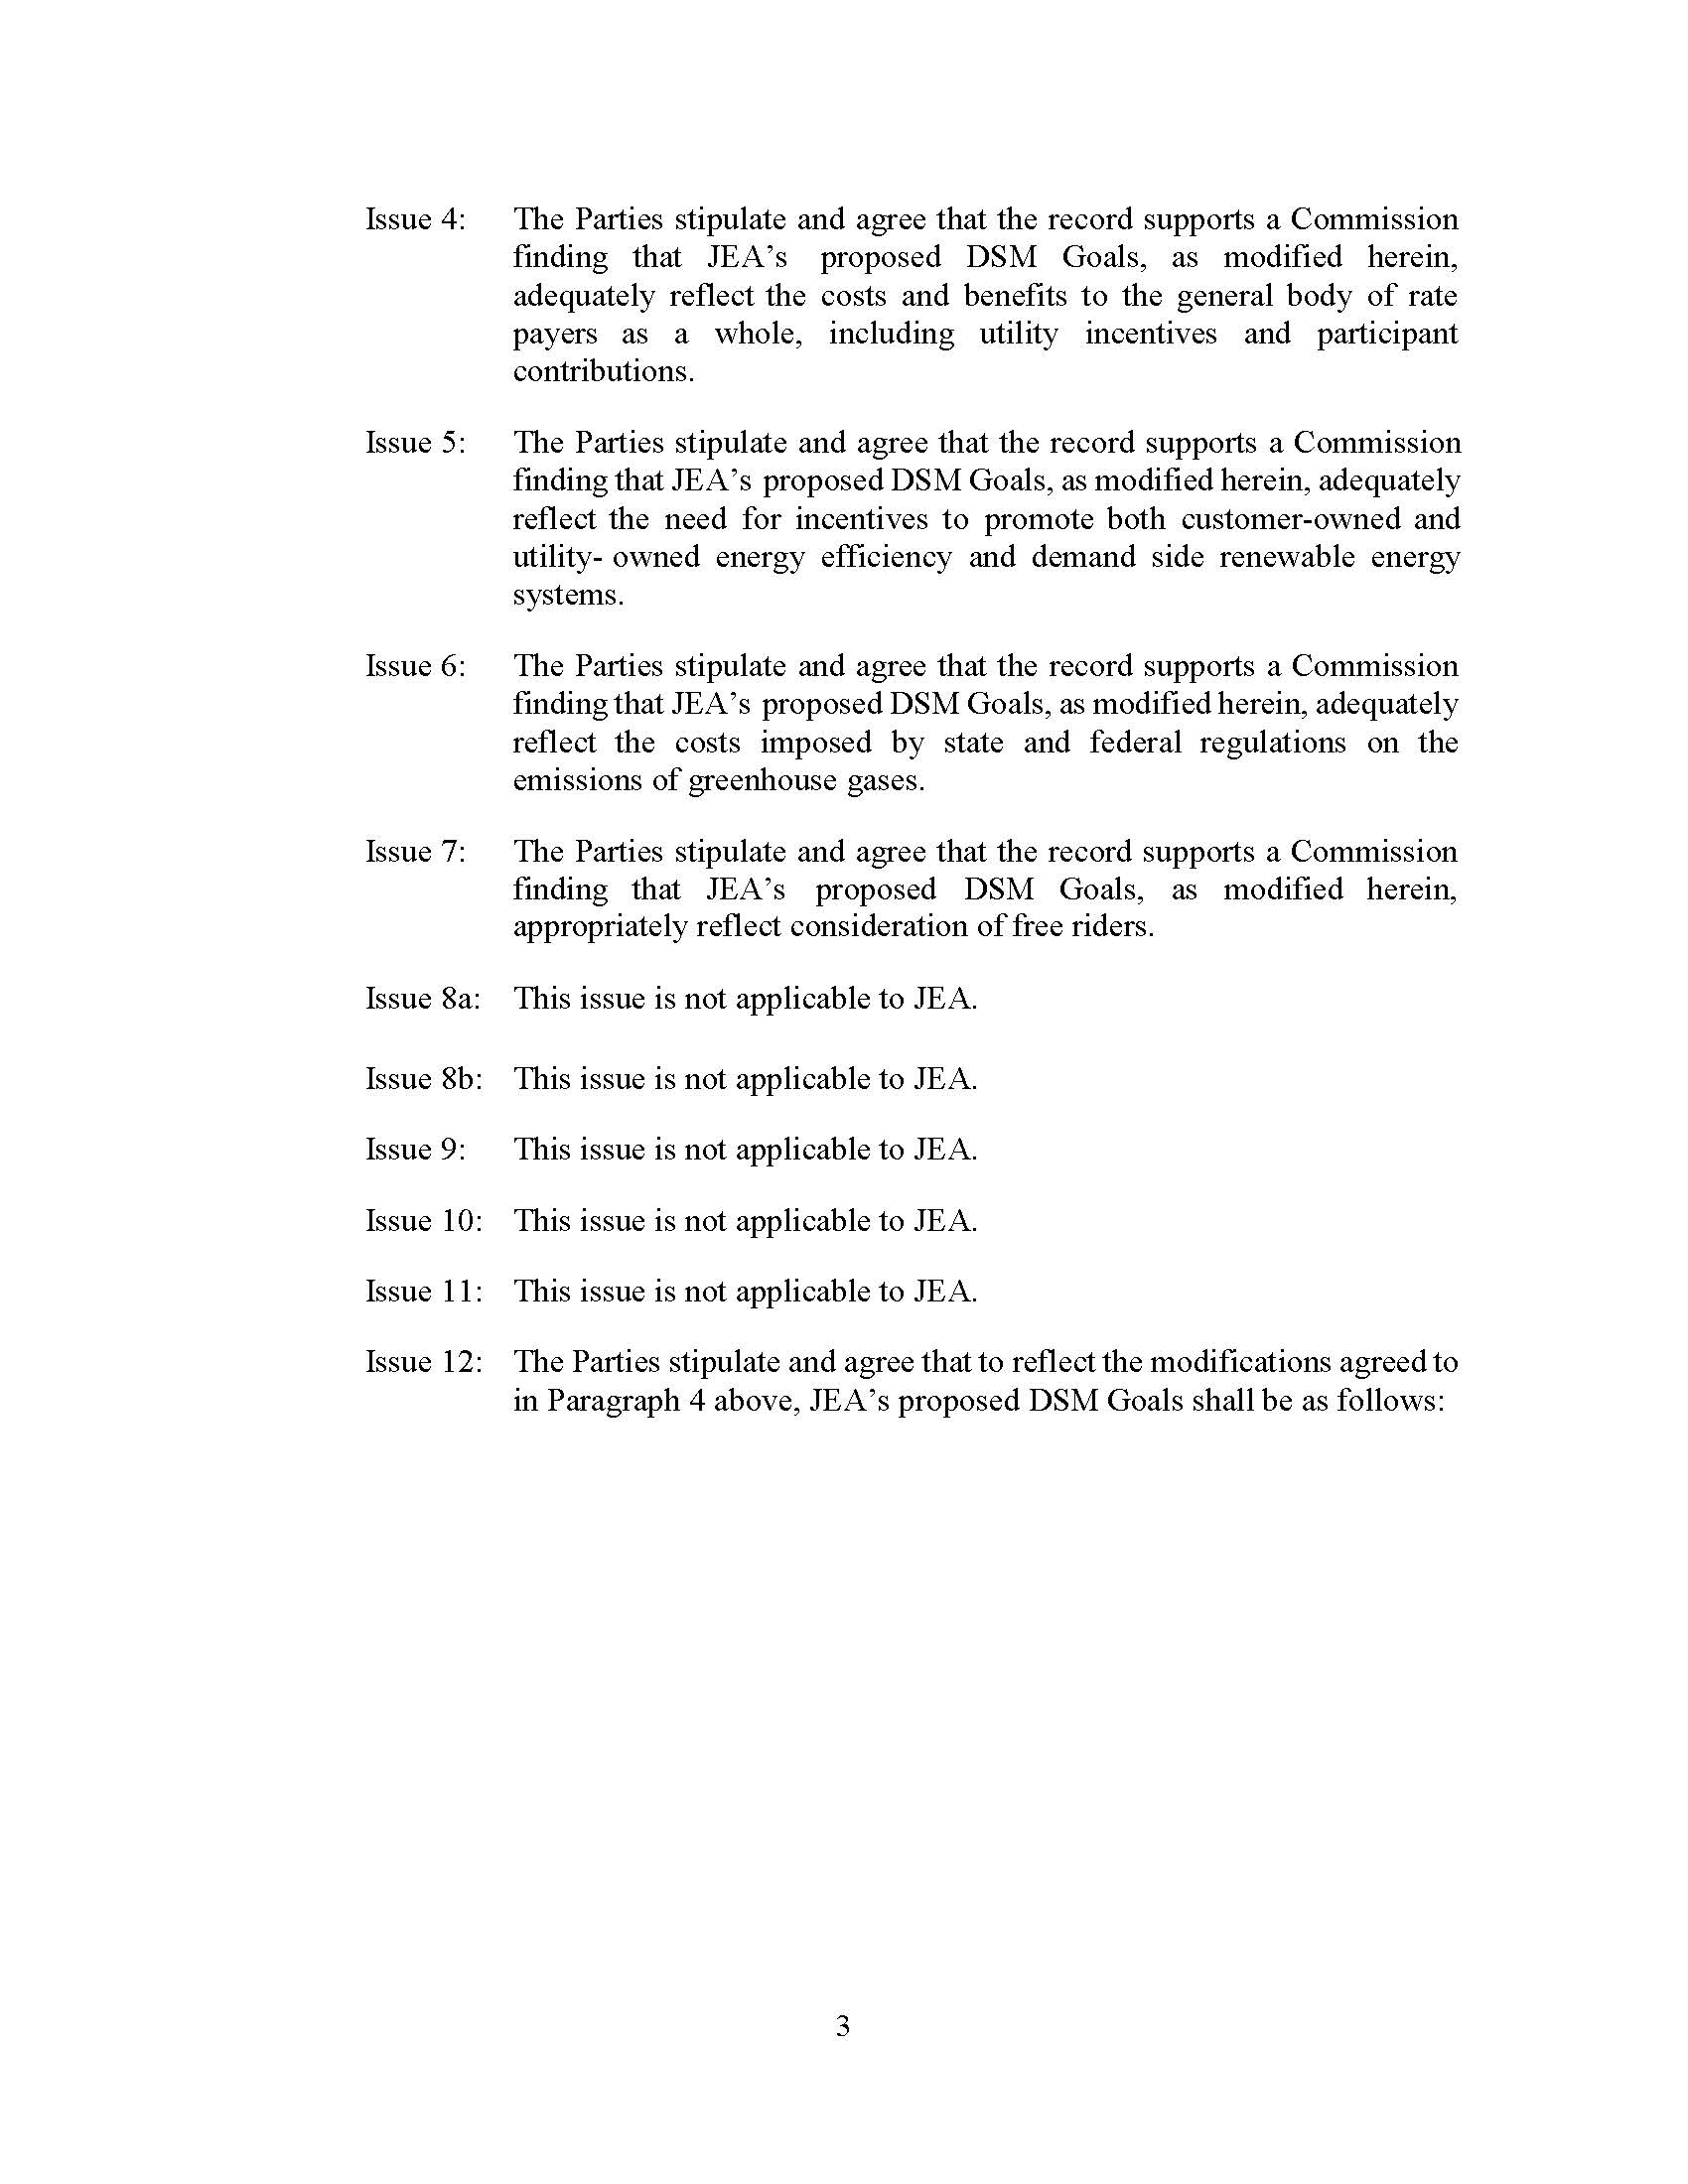 Issue 4: The Parties stipulate and agree that the record supports a Commission
finding that JEA’s proposed DSM Goals, as modified herein,
adequately reflect the costs and benefits to the general body of rate
payers as a whole, including utility incentives and participant
contributions.
Issue 5: The Parties stipulate and agree that the record supports a Commission
finding that JEA’s proposed DSM Goals, as modified herein, adequately
reflect the need for incentives to promote both customer-owned and
utility- owned energy efficiency and demand side renewable energy
systems.
Issue 6: The Parties stipulate and agree that the record supports a Commission
finding that JEA’s proposed DSM Goals, as modified herein, adequately
reflect the costs imposed by state and federal regulations on the
emissions of greenhouse gases.
Issue 7: The Parties stipulate and agree that the record supports a Commission
finding that JEA’s proposed DSM Goals, as modified herein,
appropriately reflect consideration of free riders.
Issue 8a: This issue is not applicable to JEA.
Issue 8b: This issue is not applicable to JEA.
Issue 9: This issue is not applicable to JEA.
Issue 10: This issue is not applicable to JEA.
Issue 11: This issue is not applicable to JEA.
Issue 12: The Parties stipulate and agree that to reflect the modifications agreed to
in Paragraph 4 above, JEA’s proposed DSM Goals shall be as follows:
3